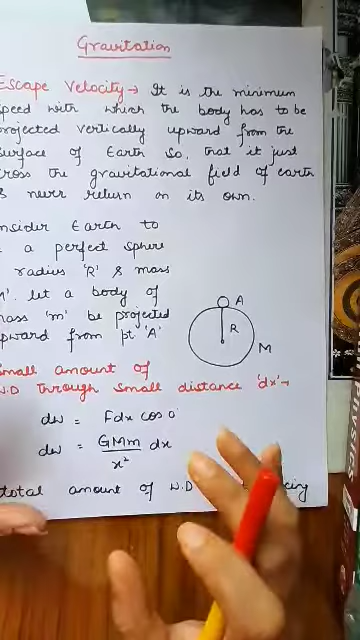 Gravitation
Escape Velocity → It is the minimum
speed with which the body has to be
projected vertically upward from the
surface of Earth so, that it just
cross the gravitational field of earth
& never return on its own.
nsider Earth to
a perfect sphere
radius 'R' & mass
M'. let a body of
mass 'm' be projected
upward from pt 'A'
A
R
M
Small amount of
W.D through small distance 'dx' →
dw = Fdx cos 0°
dw = GMm/x² dx
total amount of W.D